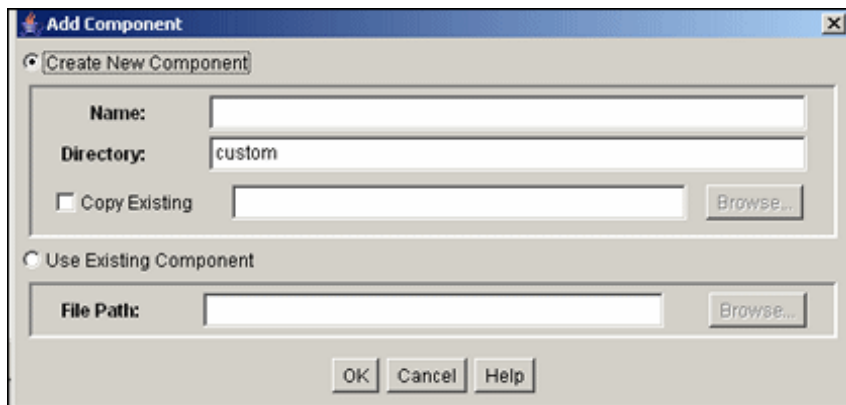 Add Component
Create New Component
Name:
Directory: custom
Copy Existing Browse...
Use Existing Component
File Path: Browse...
OK Cancel Help